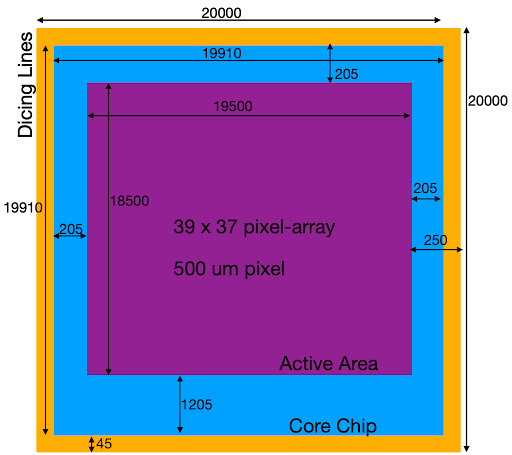 20000
19910
205
Dicing Lines
19500
20000
18500
205
19910
205
39 x 37 pixel-array
250
500 um pixel
Active Area
1205
Core Chip
45